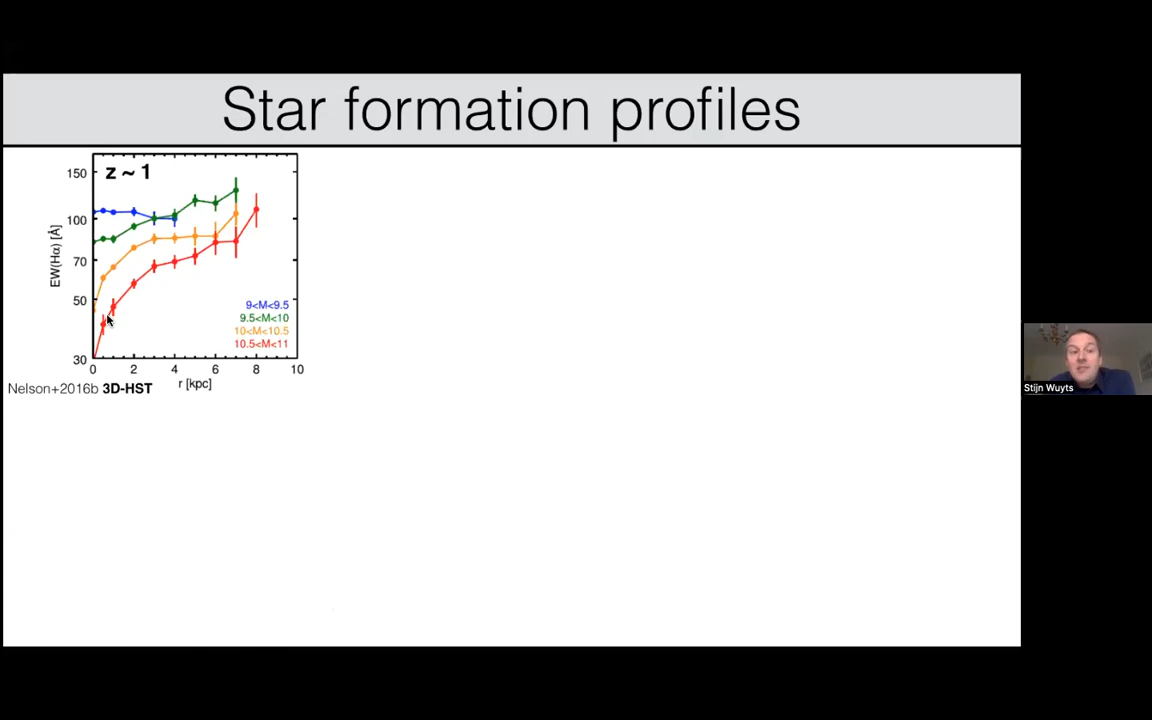 Star formation profiles
z ~ 1
150
100
70
50
30
EW(Hα) [Å]
9<M<9.5
9.5<M<10
10<M<10.5
10.5<M<11
0 2 4 6 8 10
r [kpc]
Nelson+2016b 3D-HST
Stijn Wuyts